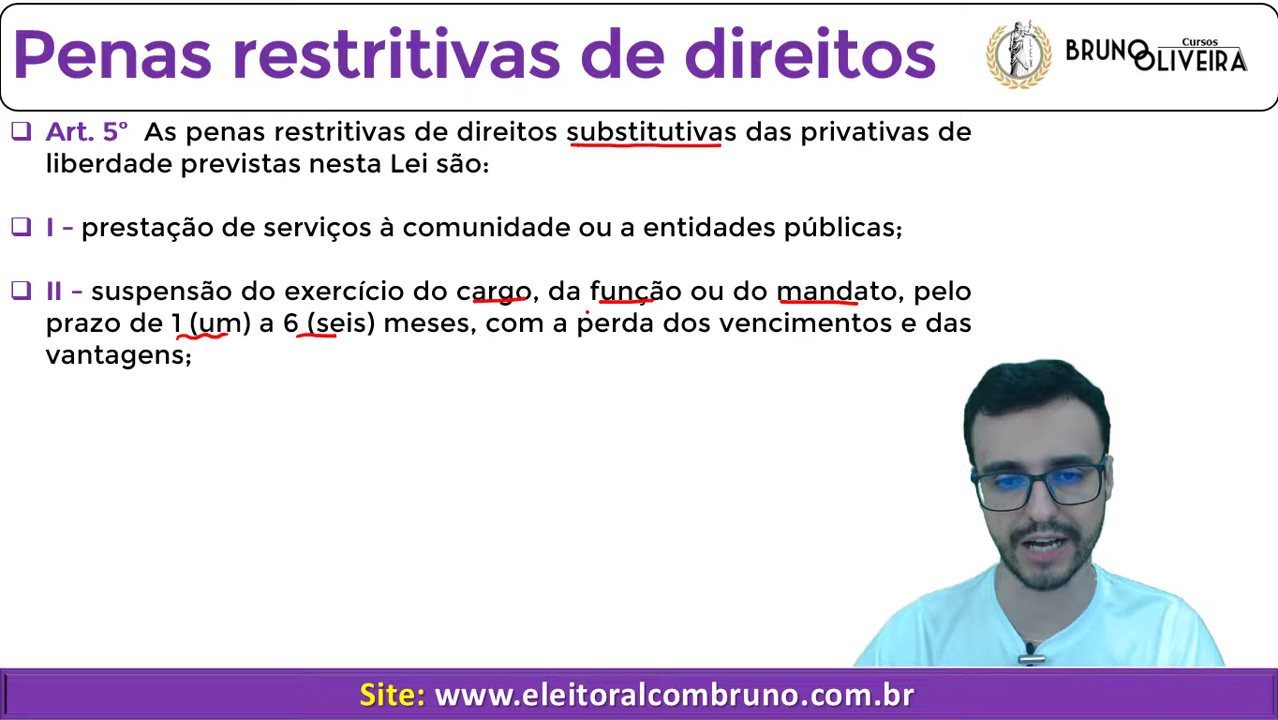 Penas restritivas de direitos
Cursos
BRUNO OLIVEIRA
Art. 5° As penas restritivas de direitos substitutivas das privativas de
liberdade previstas nesta Lei são:
I - prestação de serviços à comunidade ou a entidades públicas;
II - suspensão do exercício do cargo, da função ou do mandato, pelo
prazo de 1 (um) a 6 (seis) meses, com a perda dos vencimentos e das
vantagens;
Site: www.eleitoralcombruno.com.br